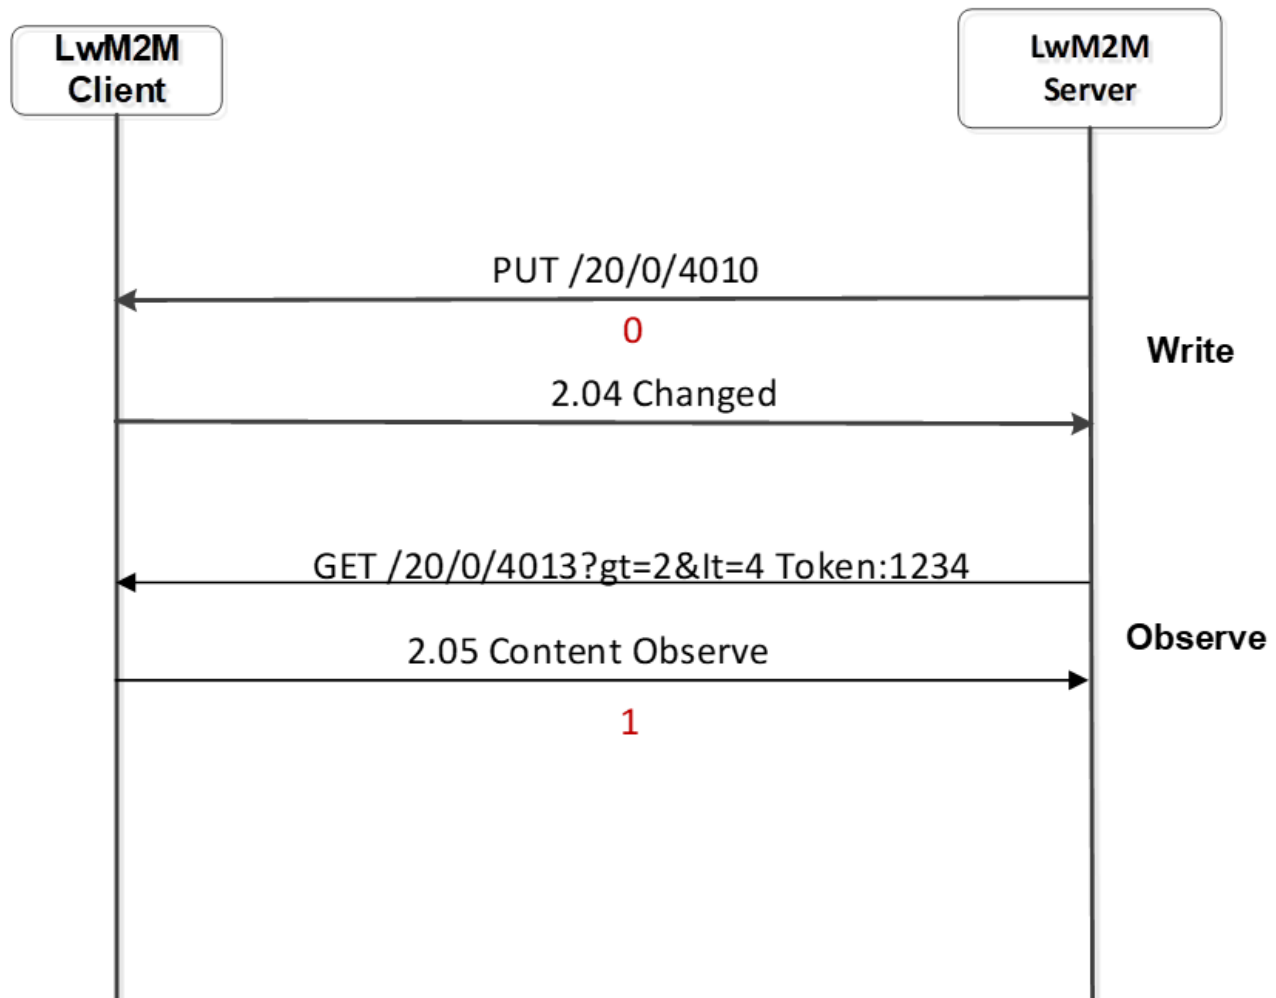 LwM2M
Client
LwM2M
Server
PUT /20/0/4010
0
Write
2.04 Changed
GET /20/0/4013?gt=2&lt=4 Token:1234
Observe
2.05 Content Observe
1